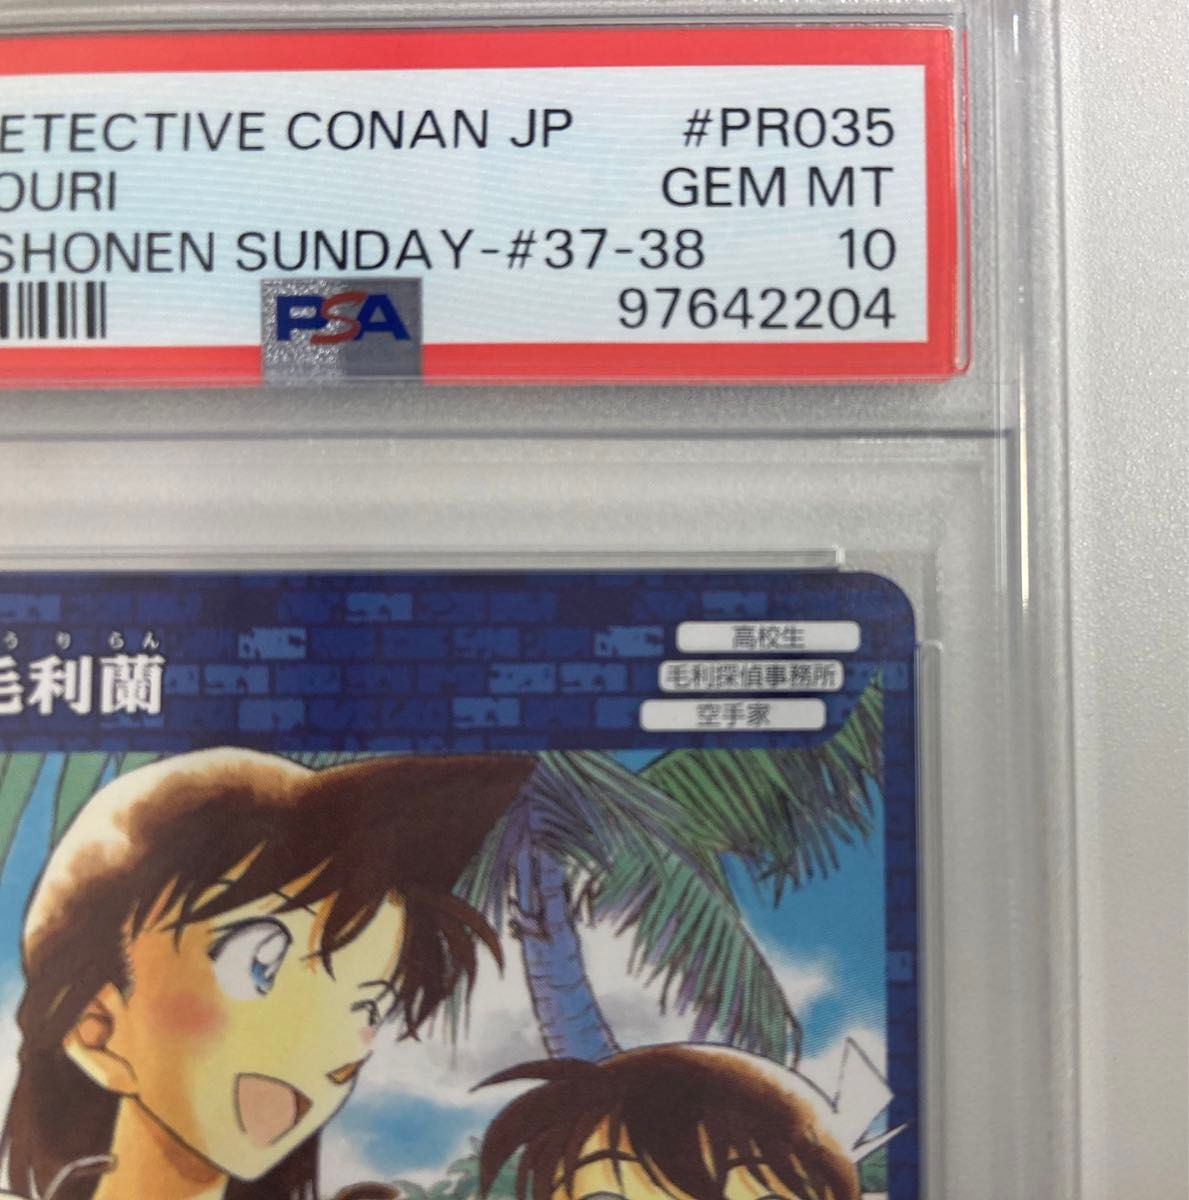 ETECTIVE CONAN JP #PR035
OURI GEM MT
SHONEN SUNDAY-#37-38 10
PSA 97642204
うりらん
毛利蘭
高校生
毛利探偵事務所
空手家